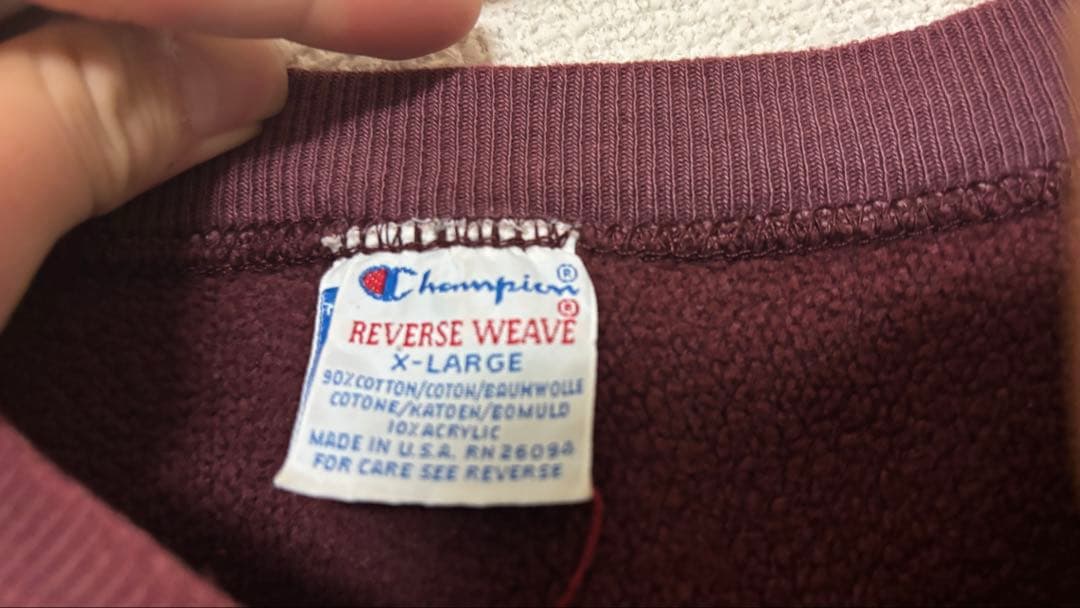 Champion®
REVERSE WEAVE®
X-LARGE
90% COTTON/COTON/BAUMWOLLE
COTONE/KATOEN/BOMULD
10% ACRYLIC
MADE IN U.S.A. RN 26094
FOR CARE SEE REVERSE